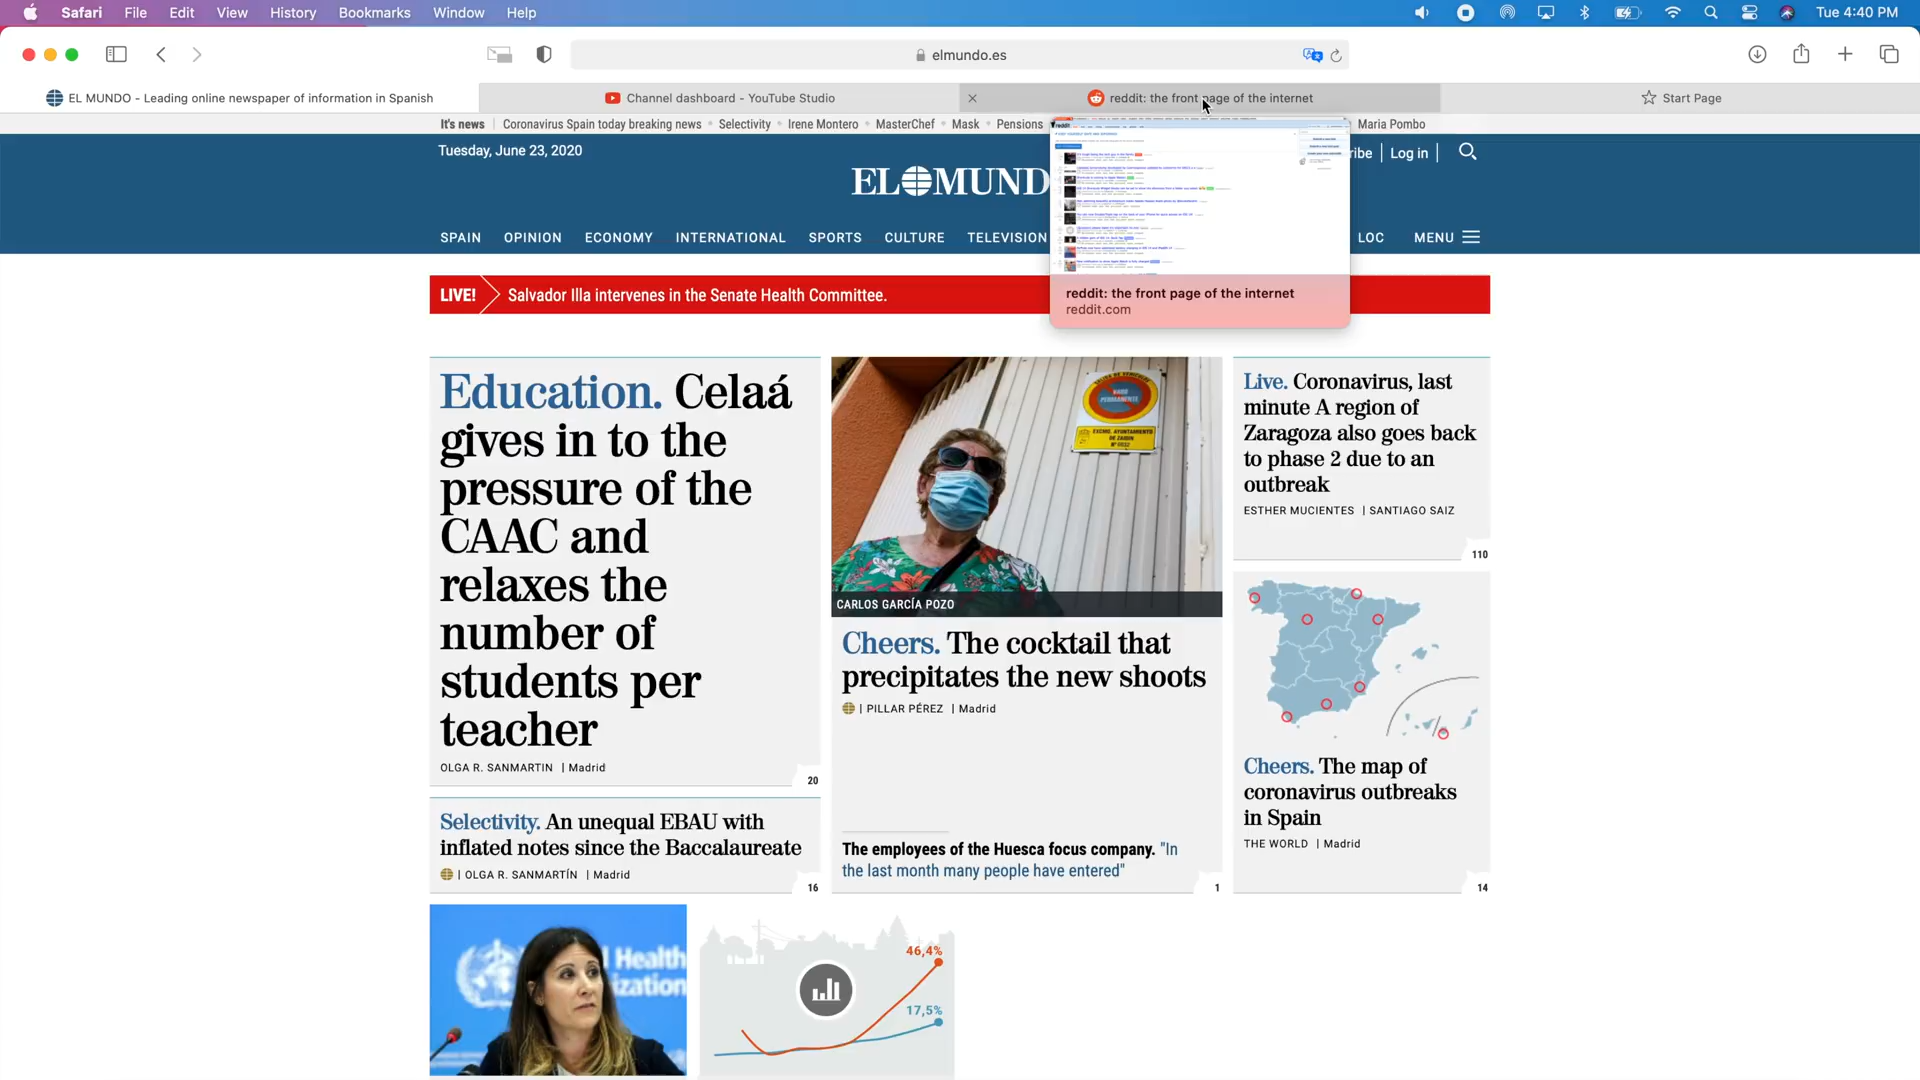 Safari File Edit View History Bookmarks Window Help
Tue 4:40 PM
elmundo.es
EL MUNDO - Leading online newspaper of information in Spanish
Channel dashboard - YouTube Studio
reddit: the front page of the internet
Start Page
It's news
Coronavirus Spain today breaking news
Selectivity
Irene Montero
MasterChef
Mask
Pensions
Maria Pombo
Tuesday, June 23, 2020
Log in
EL MUND
SPAIN OPINION ECONOMY INTERNATIONAL SPORTS CULTURE TELEVISION
LOC MENU
reddit: the front page of the internet
reddit.com
LIVE! Salvador Illa intervenes in the Senate Health Committee.
Education. Celaá
gives in to the
pressure of the
CAAC and
relaxes the
number of
students per
teacher
OLGA R. SANMARTIN | Madrid
20
Selectivity. An unequal EBAU with
inflated notes since the Baccalaureate
| OLGA R. SANMARTÍN | Madrid
16
VADO
PERMANENTE
EXCMO. AYUNTAMIENTO
CARLOS GARCÍA POZO
Cheers. The cocktail that
precipitates the new shoots
| PILLAR PÉREZ | Madrid
The employees of the Huesca focus company. "In
the last month many people have entered"
1
Live. Coronavirus, last
minute A region of
Zaragoza also goes back
to phase 2 due to an
outbreak
ESTHER MUCIENTES | SANTIAGO SAIZ
110
Cheers. The map of
coronavirus outbreaks
in Spain
THE WORLD | Madrid
14
46,4%
17,5%